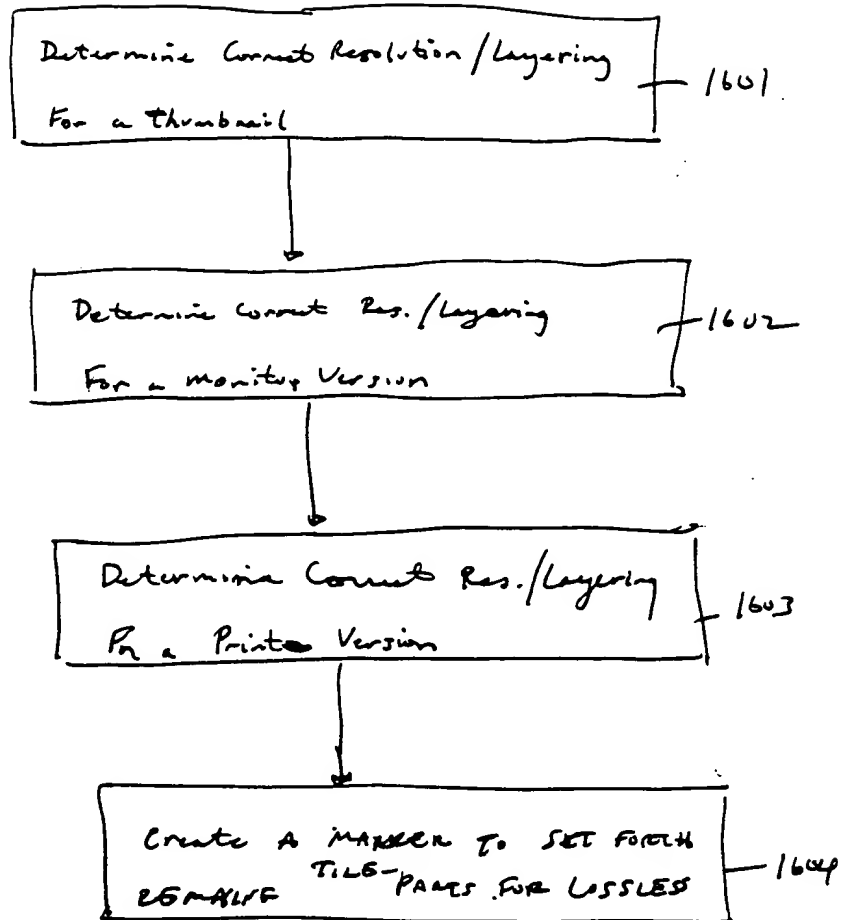 Determine Correct Resolution/Layering
For a thumbnail
1601
Determine Correct Res./Layering
For a monitor Version
1602
Determine Correct Res./Layering
For a Print Version
1603
Create A MARKER TO SET FORTH
TILE-PARTS FOR LOSSLESS
1604